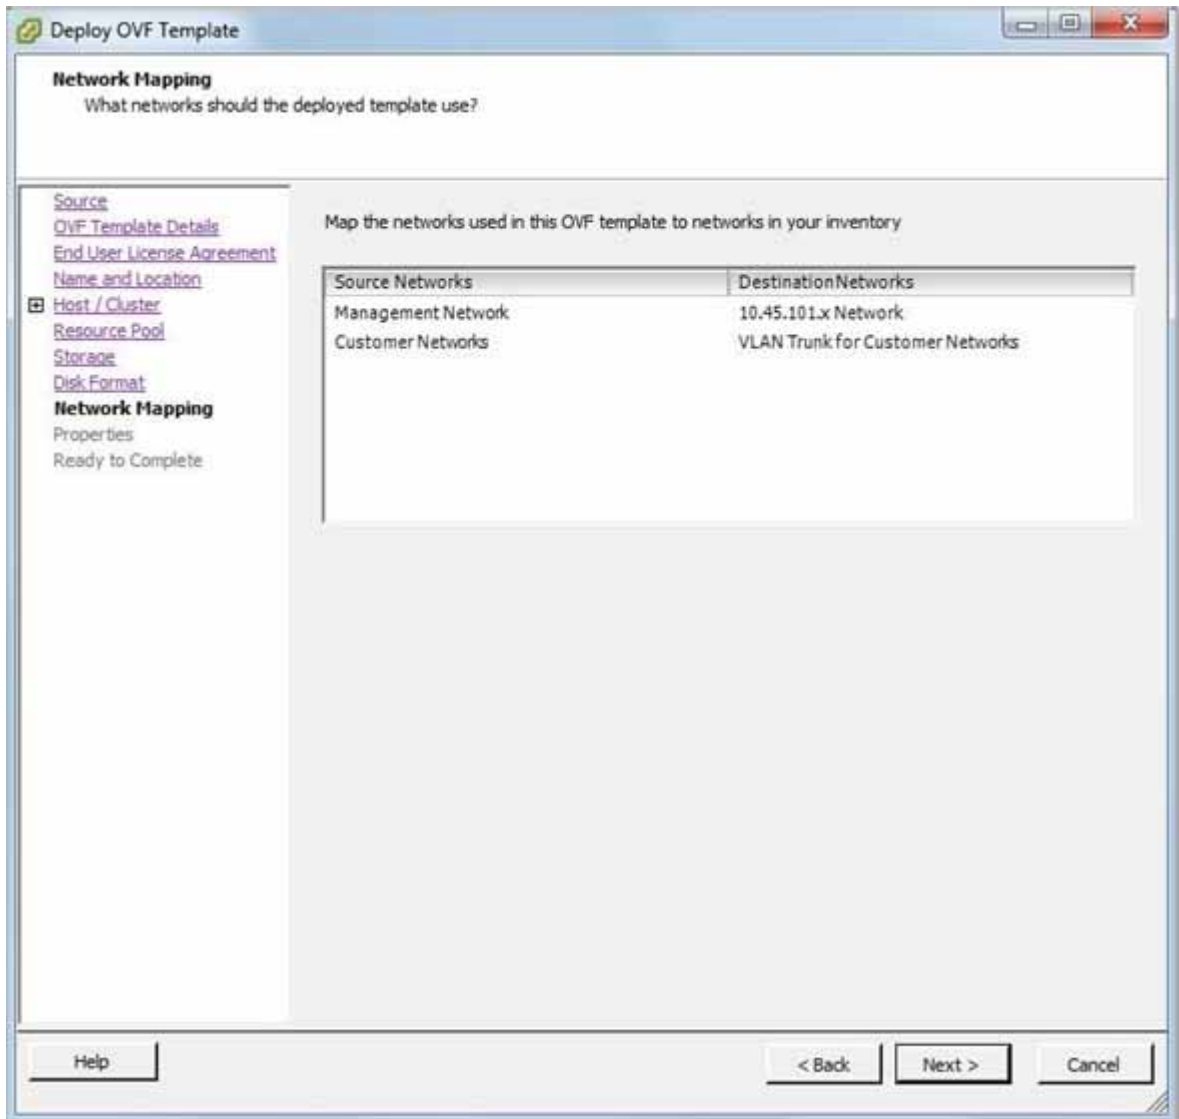 Deploy OVF Template
Network Mapping
What networks should the deployed template use?
Source
OVF Template Details
End User License Agreement
Name and Location
Host / Cluster
Resource Pool
Storage
Disk Format
Network Mapping
Properties
Ready to Complete
Map the networks used in this OVF template to networks in your inventory
Source Networks DestinationNetworks
Management Network 10.45.101.x Network
Customer Networks VLAN Trunk for Customer Networks
Help < Back Next > Cancel